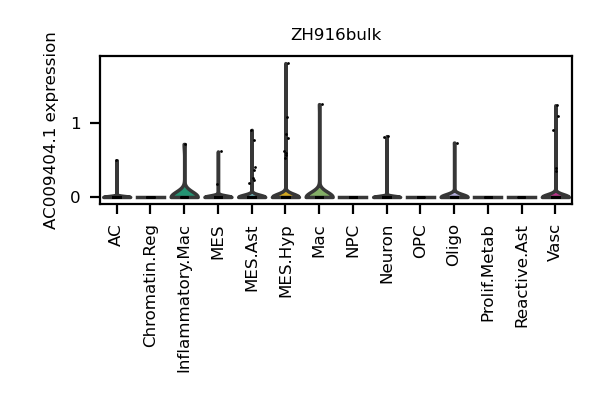 ZH916bulk
AC009404.1 expression
1
0
AC
Chromatin.Reg
Inflammatory.Mac
MES
MES.Ast
MES.Hyp
Mac
NPC
Neuron
OPC
Oligo
Prolif.Metab
Reactive.Ast
Vasc